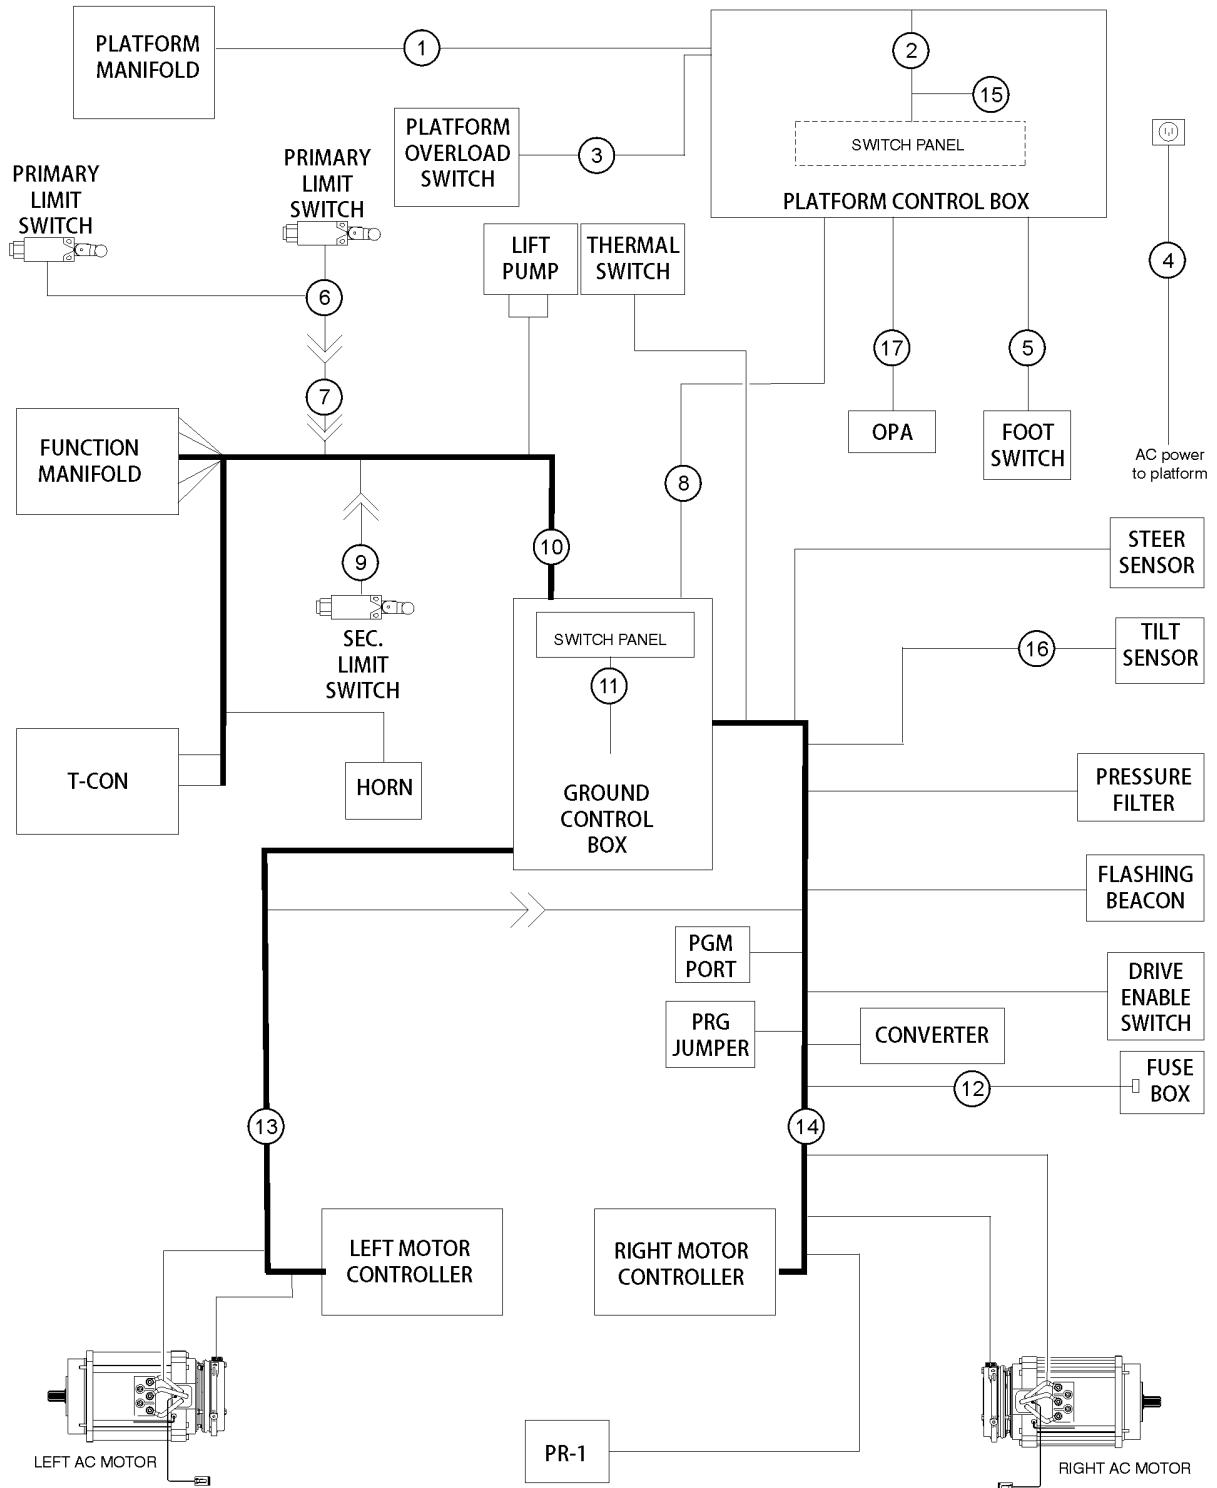 PLATFORM
MANIFOLD
1
2
15
SWITCH PANEL
PLATFORM CONTROL BOX
PLATFORM
OVERLOAD
SWITCH
3
PRIMARY
LIMIT
SWITCH
PRIMARY
LIMIT
SWITCH
LIFT
PUMP
THERMAL
SWITCH
4
6
17
5
7
OPA
FOOT
SWITCH
AC power
to platform
FUNCTION
MANIFOLD
8
10
9
STEER
SENSOR
SEC.
LIMIT
SWITCH
SWITCH PANEL
11
16
TILT
SENSOR
T-CON
HORN
GROUND
CONTROL
BOX
PRESSURE
FILTER
FLASHING
BEACON
PGM
PORT
DRIVE
ENABLE
SWITCH
PRG
JUMPER
CONVERTER
12
FUSE
BOX
13
14
LEFT MOTOR
CONTROLLER
RIGHT MOTOR
CONTROLLER
LEFT AC MOTOR
PR-1
RIGHT AC MOTOR